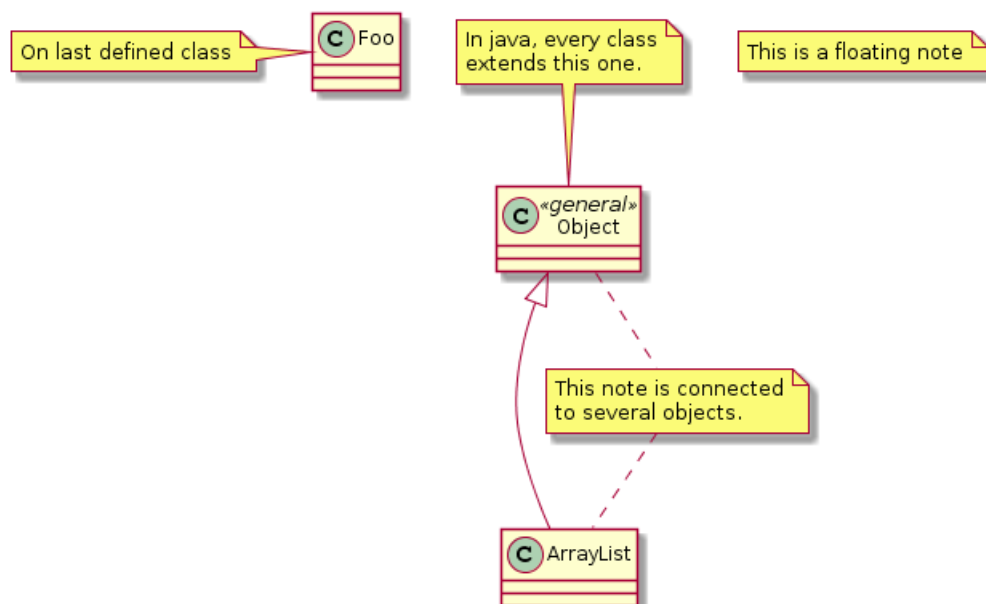 On last defined class
C Foo
In java, every class
extends this one.
This is a floating note
C «general»
Object
This note is connected
to several objects.
C ArrayList